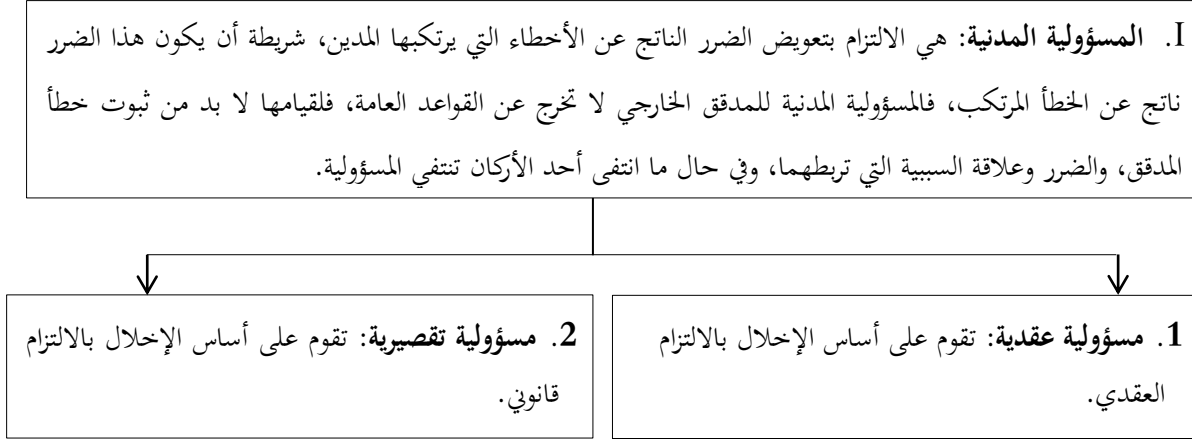 I. المسؤولية المدنية: هي الالتزام بتعويض الضرر الناتج عن الأخطاء التي يرتكبها المدين، شريطة أن يكون هذا الضرر
ناتج عن الخطأ المرتكب، فالمسؤولية المدنية للمدقق الخارجي لا تخرج عن القواعد العامة، فلقيامها لا بد من ثبوت خطأ
المدقق، والضرر وعلاقة السببية التي تربطهما، وفي حال ما انتفى أحد الأركان تنتفي المسؤولية.
1. مسؤولية عقدية: تقوم على أساس الإخلال بالالتزام
العقدي.
2. مسؤولية تقصيرية: تقوم على أساس الإخلال بالالتزام
قانوني.